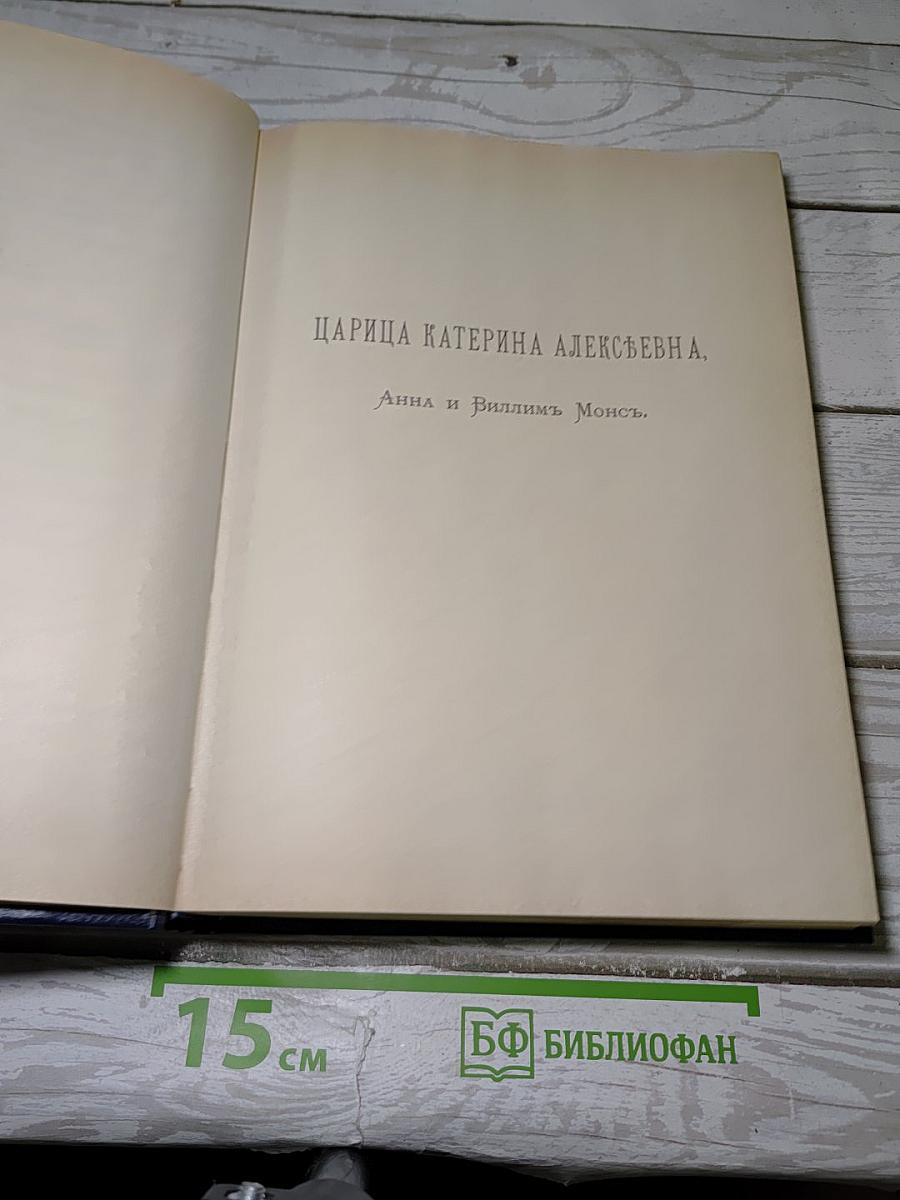 ЦАРИЦА КАТЕРИНА АЛЕКСѢЕВНА,
Анна и Виллимъ Монсъ.
15 см
БФ БИБЛИОФАН